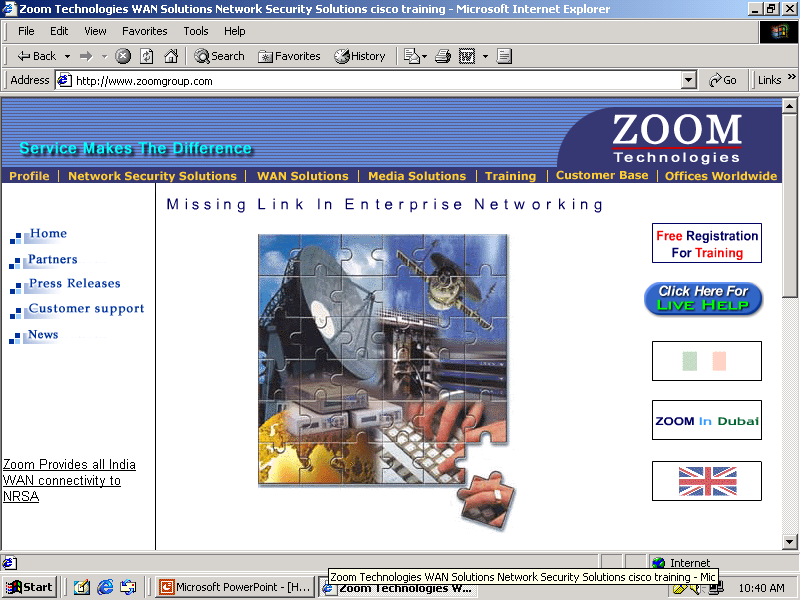 Zoom Technologies WAN Solutions Network Security Solutions cisco training - Microsoft Internet Explorer
File Edit View Favorites Tools Help
Back Search Favorites History
Address http://www.zoomgroup.com Go Links »
Service Makes The Difference
ZOOM
Technologies
Profile | Network Security Solutions | WAN Solutions | Media Solutions | Training | Customer Base | Offices Worldwide
Missing Link In Enterprise Networking
Home
Partners
Press Releases
Customer support
News
Zoom Provides all India
WAN connectivity to
NRSA
Free Registration
For Training
Click Here For
Live Help
ZOOM In Dubai
Internet
Zoom Technologies WAN Solutions Network Security Solutions cisco training - Mic
Start Microsoft PowerPoint - [H... Zoom Technologies W... 10:40 AM